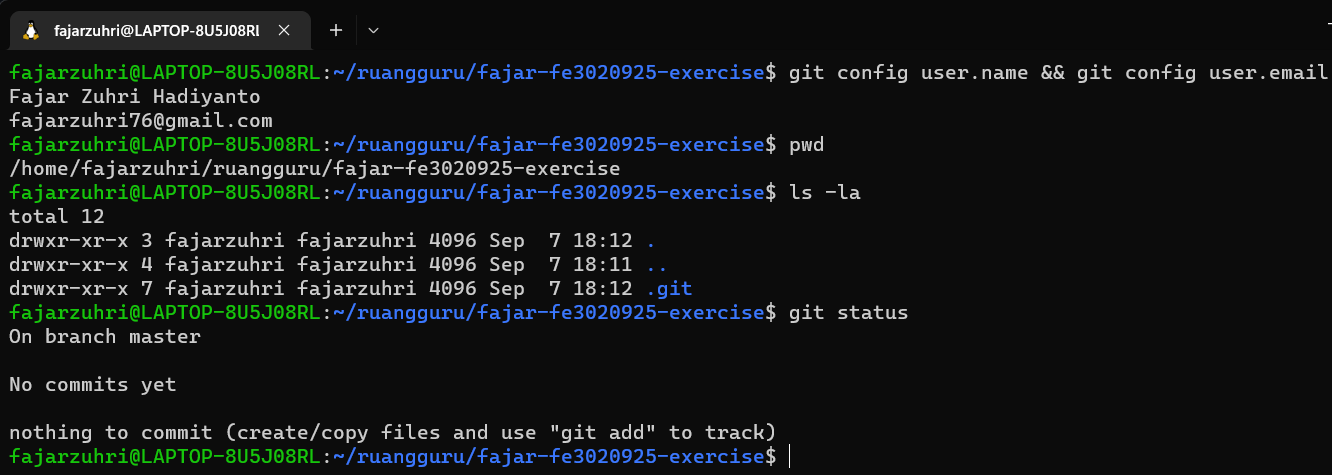 fajarzuhri@LAPTOP-8U5J08RL
fajarzuhri@LAPTOP-8U5J08RL:~/ruangguru/fajar-fe3020925-exercise$ git config user.name && git config user.email
Fajar Zuhri Hadiyanto
fajarzuhri76@gmail.com
fajarzuhri@LAPTOP-8U5J08RL:~/ruangguru/fajar-fe3020925-exercise$ pwd
/home/fajarzuhri/ruangguru/fajar-fe3020925-exercise
fajarzuhri@LAPTOP-8U5J08RL:~/ruangguru/fajar-fe3020925-exercise$ ls -la
total 12
drwxr-xr-x 3 fajarzuhri fajarzuhri 4096 Sep  7 18:12 .
drwxr-xr-x 4 fajarzuhri fajarzuhri 4096 Sep  7 18:11 ..
drwxr-xr-x 7 fajarzuhri fajarzuhri 4096 Sep  7 18:12 .git
fajarzuhri@LAPTOP-8U5J08RL:~/ruangguru/fajar-fe3020925-exercise$ git status
On branch master
No commits yet
nothing to commit (create/copy files and use "git add" to track)
fajarzuhri@LAPTOP-8U5J08RL:~/ruangguru/fajar-fe3020925-exercise$